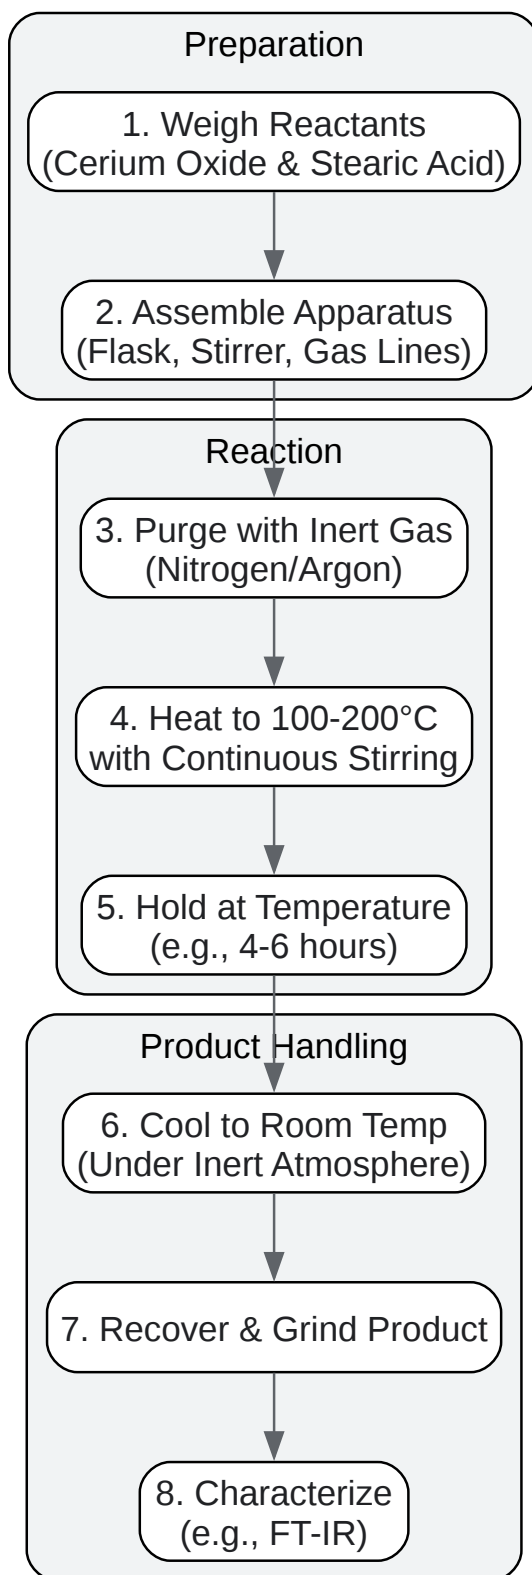 Preparation
1. Weigh Reactants
(Cerium Oxide & Stearic Acid)
2. Assemble Apparatus
(Flask, Stirrer, Gas Lines)
Reaction
3. Purge with Inert Gas
(Nitrogen/Argon)
4. Heat to 100-200°C
with Continuous Stirring
5. Hold at Temperature
(e.g., 4-6 hours)
Product Handling
6. Cool to Room Temp
(Under Inert Atmosphere)
7. Recover & Grind Product
8. Characterize
(e.g., FT-IR)